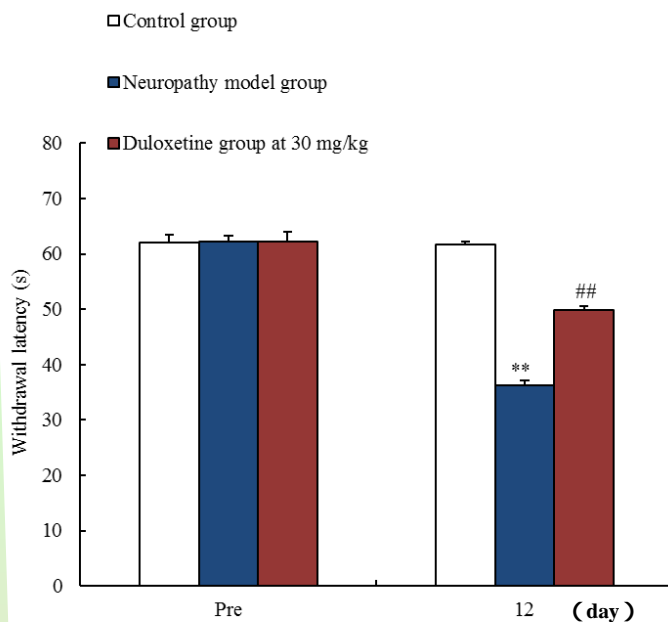 Control group
Neuropathy model group
Duloxetine group at 30 mg/kg
Withdrawal latency (s)
80
70
60
50
40
30
20
10
0
##
**
Pre
12 (day)